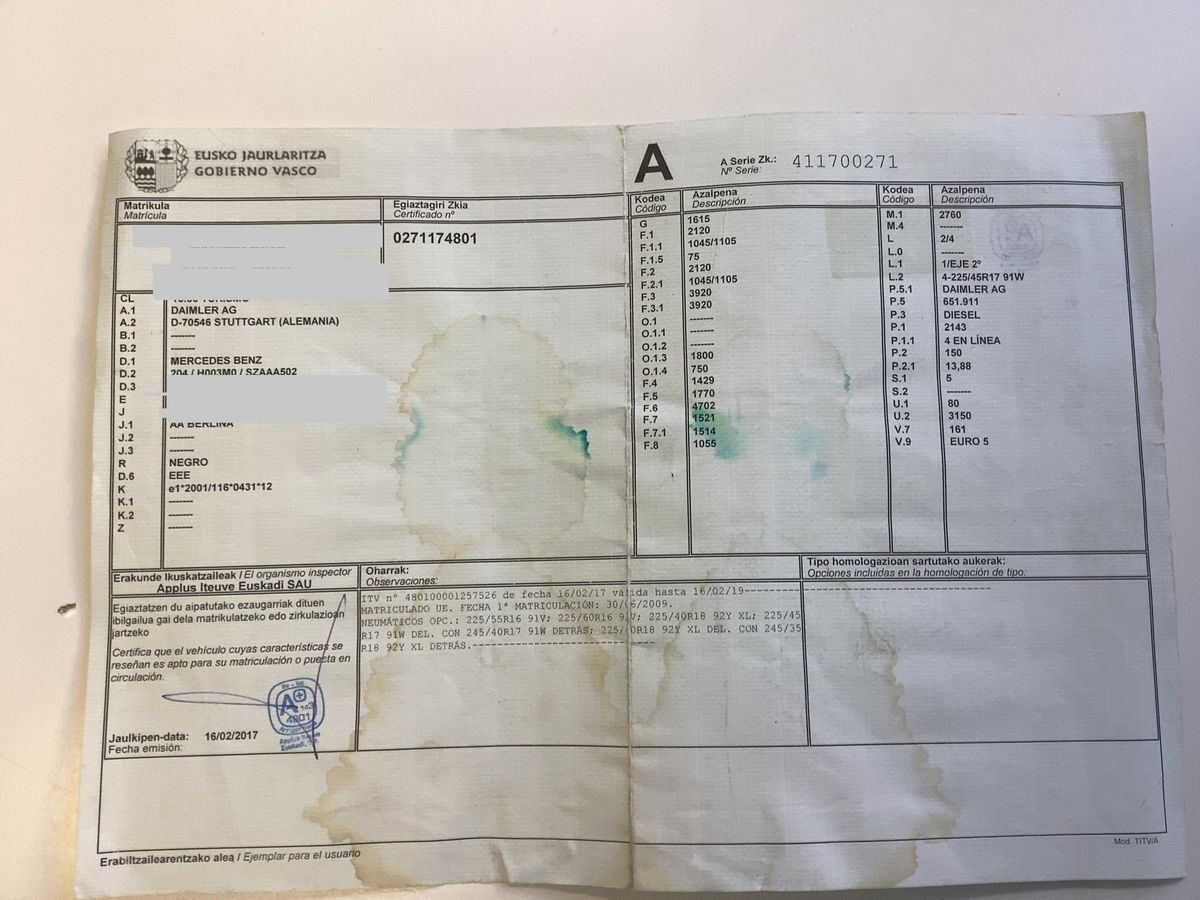 EUSKO JAURLARITZA
GOBIERNO VASCO
A
A Serie Zk.: 411700271
Nº Serie:
Matrikula
Matrícula
Egiaztagiri Zkia
Certificado nº
0271174801
CL TURISMO
A.1 DAIMLER AG
A.2 D-70546 STUTTGART (ALEMANIA)
B.1 -------
B.2 -------
D.1 MERCEDES BENZ
D.2 204 / H003M0 / SZAAA502
D.3
E
J
J.1 AA BERLINA
J.2 -------
J.3 -------
R NEGRO
D.6 EEE
K e1*2001/116*0431*12
K.1 -------
K.2 -------
Z -------
Kodea Azalpena
Código Descripción
G 1615
F.1 2120
F.1.1 1045/1105
F.1.5 75
F.2 2120
F.2.1 1045/1105
F.3 3920
F.3.1 3920
O.1 -------
O.1.1 -------
O.1.2 -------
O.1.3 1800
O.1.4 750
F.4 1429
F.5 1770
F.6 4702
F.7 1521
F.7.1 1514
F.8 1055
Kodea Azalpena
Código Descripción
M.1 2760
M.4 -------
L 2/4
L.0 -------
L.1 1/EJE 2º
L.2 4-225/45R17 91W
P.5.1 DAIMLER AG
P.5 651.911
P.3 DIESEL
P.1 2143
P.1.1 4 EN LÍNEA
P.2 150
P.2.1 13,88
S.1 5
S.2 -------
U.1 80
U.2 3150
V.7 161
V.9 EURO 5
Erakunde Ikuskatzaileak / El organismo inspector
Applus Iteuve Euskadi SAU
Egiaztatzen du aipatutako ezaugarriak dituen
ibilgailua gai dela matrikulatzeko edo zirkulazioan
jartzeko
Certifica que el vehículo cuyas características se
reseñan es apto para su matriculación o puesta en
circulación.
A+
4801
Applus Iteuve
Euskadi, S.A.
Jaulkipen-data: 16/02/2017
Fecha emisión:
Oharrak:
Observaciones:
ITV nº 480100001257526 de fecha 16/02/17 válida hasta 16/02/19---------
MATRICULADO UE. FECHA 1ª MATRICULACIÓN: 30/06/2009.
NEUMÁTICOS OPC.: 225/55R16 91V; 225/60R16 91V; 225/40R18 92Y XL; 225/45
R17 91W DEL. CON 245/40R17 91W DETRÁS; 225/40R18 92Y XL DEL. CON 245/35
R18 92Y XL DETRÁS.------------------------------
Tipo homologazioan sartutako aukerak:
Opciones incluidas en la homologación de tipo:
Mod. TITV/A
Erabiltzailearentzako alea / Ejemplar para el usuario